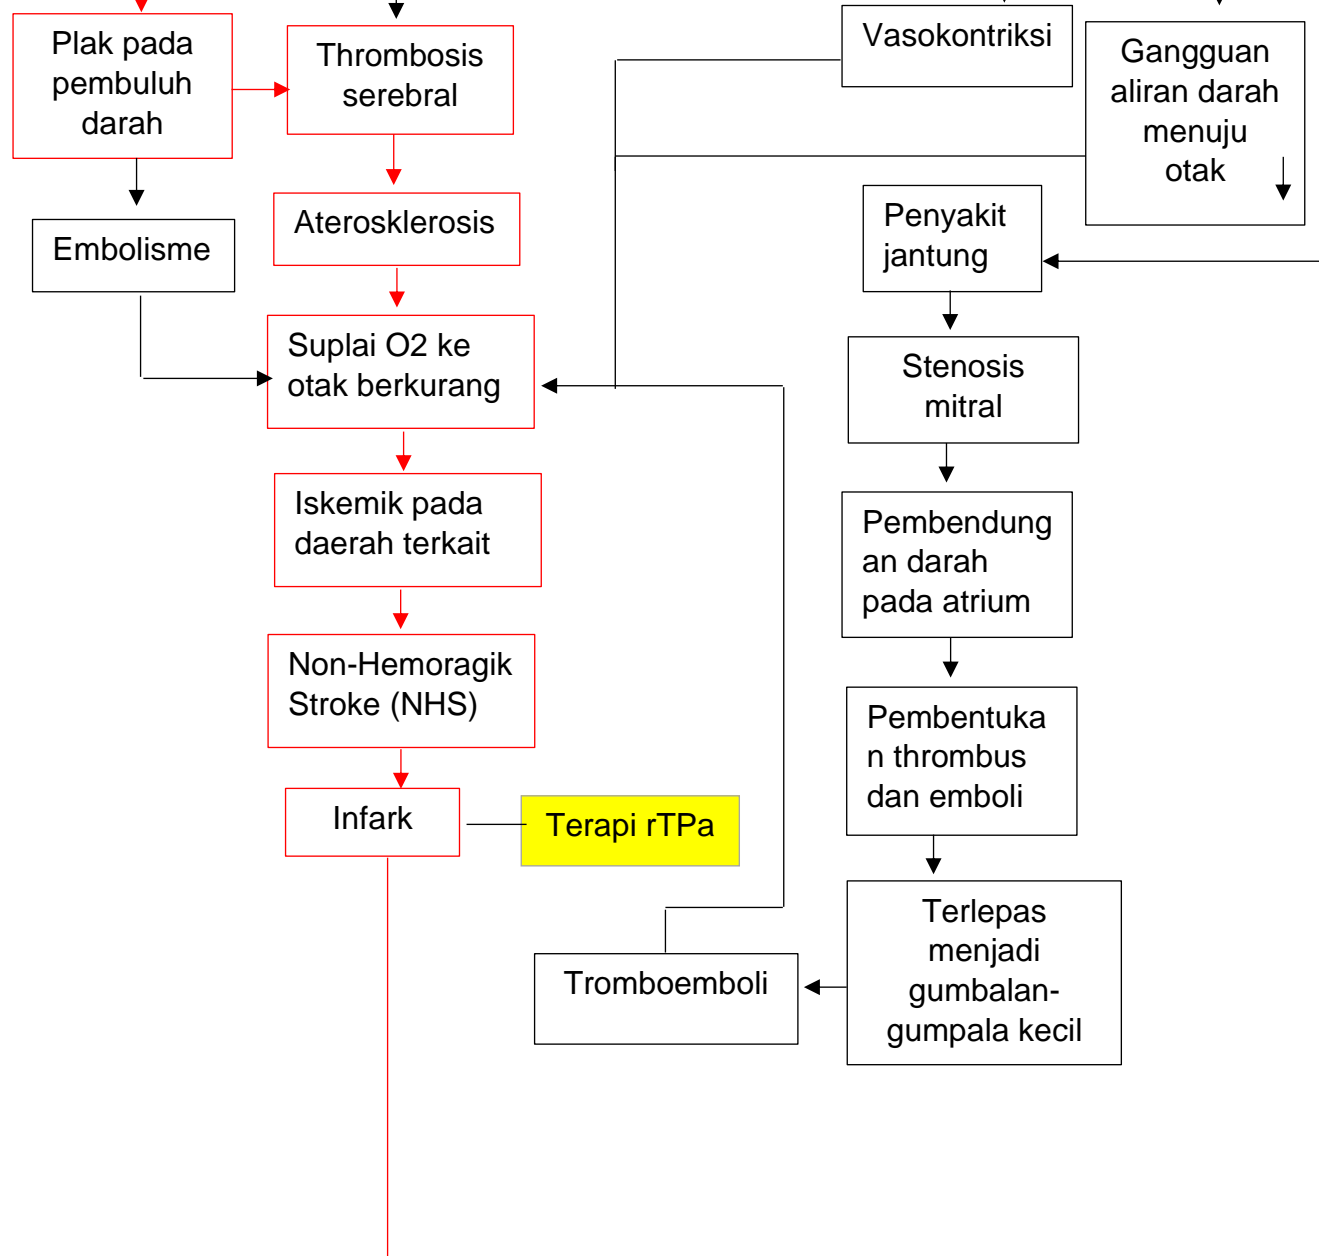 Plak pada
pembuluh
darah
Thrombosis
serebral
Vasokontriksi
Gangguan
aliran darah
menuju
otak
Embolisme
Aterosklerosis
Penyakit
jantung
Suplai O2 ke
otak berkurang
Stenosis
mitral
Iskemik pada
daerah terkait
Pembendung
an darah
pada atrium
Non-Hemoragik
Stroke (NHS)
Pembentuka
n thrombus
dan emboli
Infark
Terapi rTPa
Terlepas
menjadi
gumbalan-
gumpala kecil
Tromboemboli